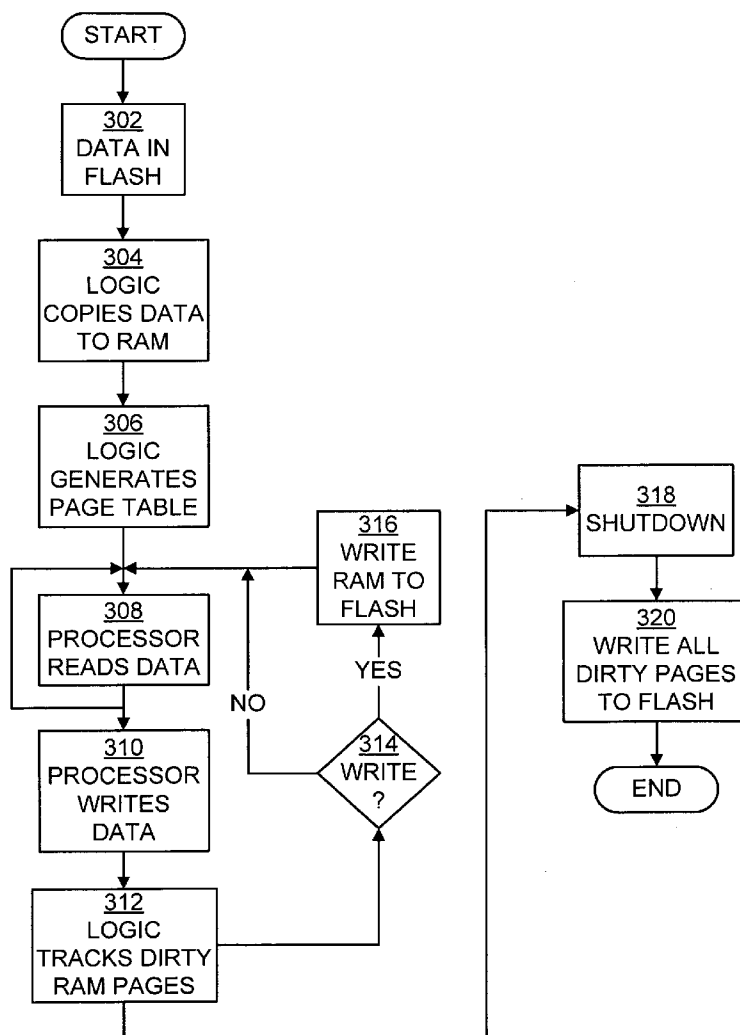 START
302
DATA IN
FLASH
304
LOGIC
COPIES DATA
TO RAM
306
LOGIC
GENERATES
PAGE TABLE
308
PROCESSOR
READS DATA
310
PROCESSOR
WRITES
DATA
312
LOGIC
TRACKS DIRTY
RAM PAGES
314
WRITE
?
NO
YES
316
WRITE
RAM TO
FLASH
318
SHUTDOWN
320
WRITE ALL
DIRTY PAGES
TO FLASH
END